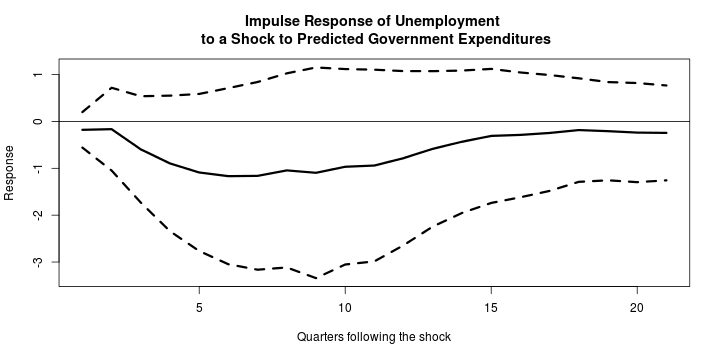 Impulse Response of Unemployment
to a Shock to Predicted Government Expenditures
Response
1
0
-1
-2
-3
5 10 15 20
Quarters following the shock